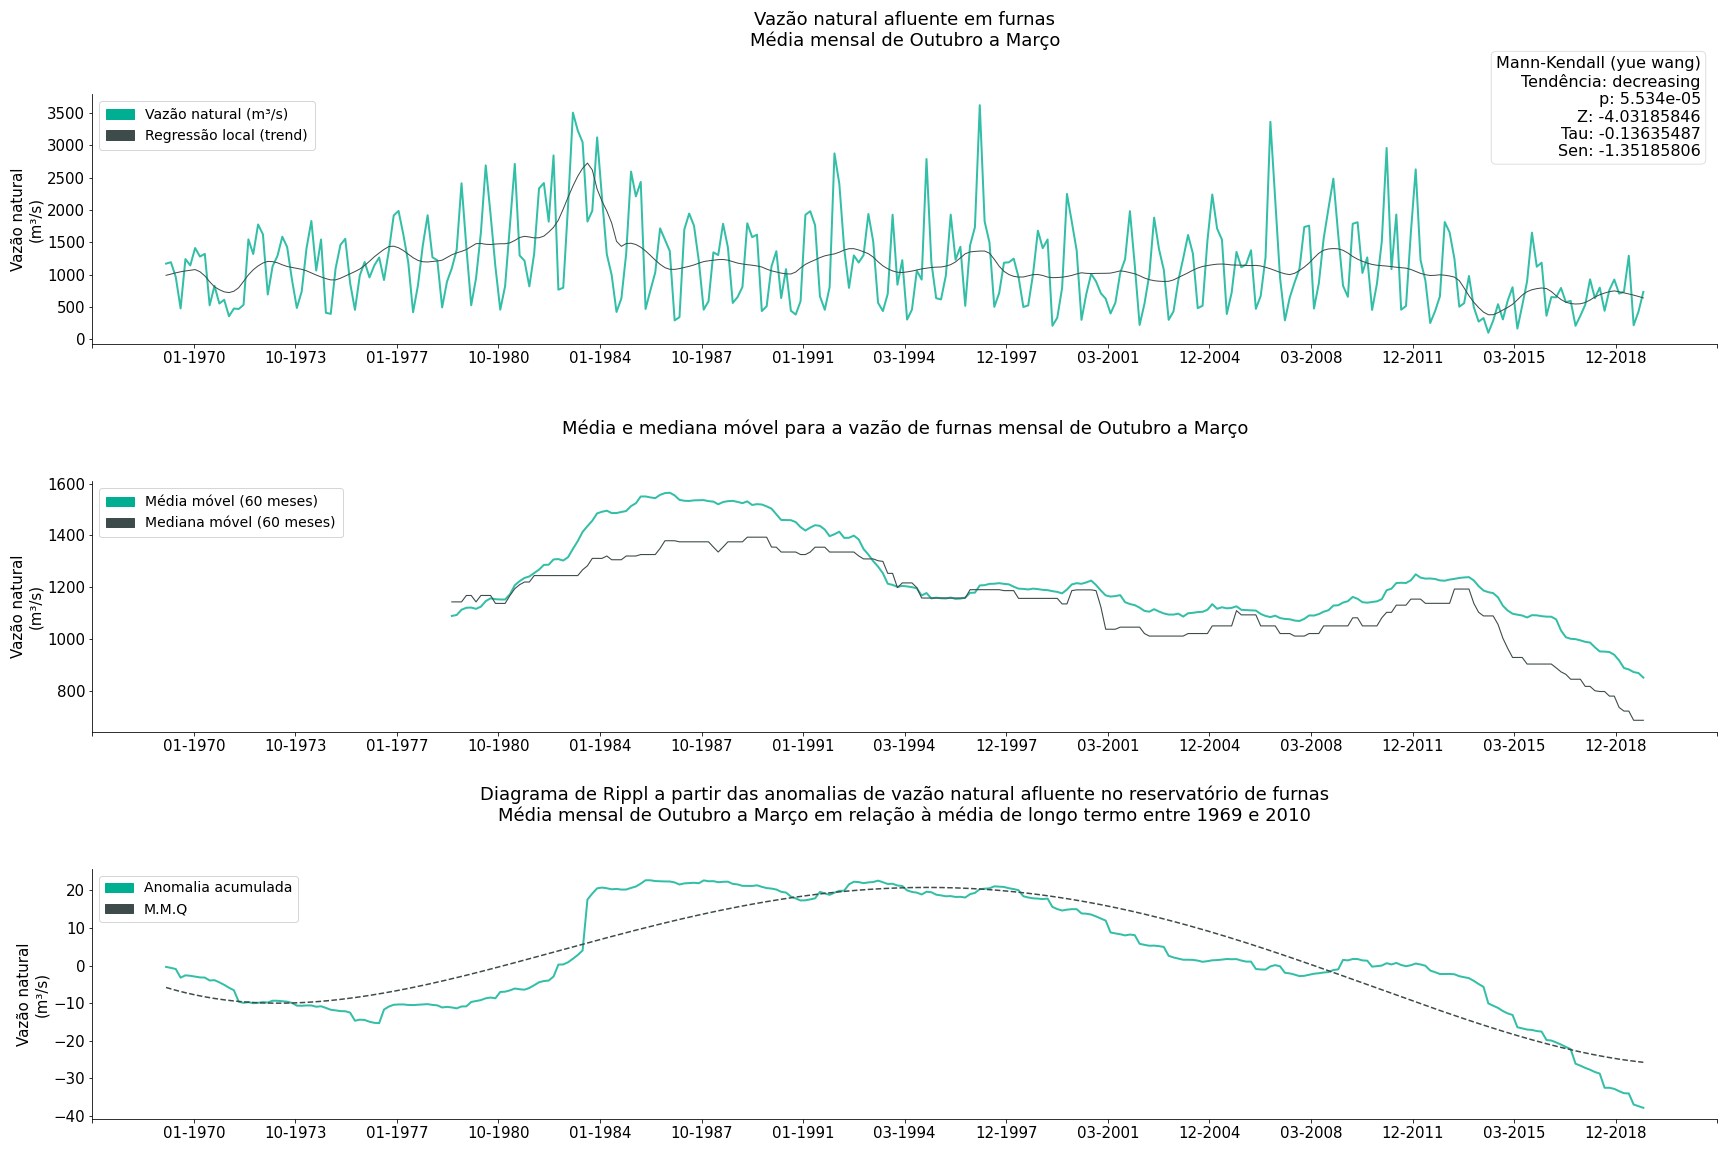 Vazão natural afluente em furnas
Média mensal de Outubro a Março
Mann-Kendall (yue wang)
Tendência: decreasing
p: 5.534e-05
Z: -4.03185846
Tau: -0.13635487
Sen: -1.35185806
Vazão natural (m³/s)
Regressão local (trend)
Vazão natural
(m³/s)
3500
3000
2500
2000
1500
1000
500
0
01-1970 10-1973 01-1977 10-1980 01-1984 10-1987 01-1991 03-1994 12-1997 03-2001 12-2004 03-2008 12-2011 03-2015 12-2018
Média e mediana móvel para a vazão de furnas mensal de Outubro a Março
Média móvel (60 meses)
Mediana móvel (60 meses)
Vazão natural
(m³/s)
1600
1400
1200
1000
800
01-1970 10-1973 01-1977 10-1980 01-1984 10-1987 01-1991 03-1994 12-1997 03-2001 12-2004 03-2008 12-2011 03-2015 12-2018
Diagrama de Rippl a partir das anomalias de vazão natural afluente no reservatório de furnas
Média mensal de Outubro a Março em relação à média de longo termo entre 1969 e 2010
Anomalia acumulada
M.M.Q
Vazão natural
(m³/s)
20
10
0
−10
−20
−30
−40
01-1970 10-1973 01-1977 10-1980 01-1984 10-1987 01-1991 03-1994 12-1997 03-2001 12-2004 03-2008 12-2011 03-2015 12-2018